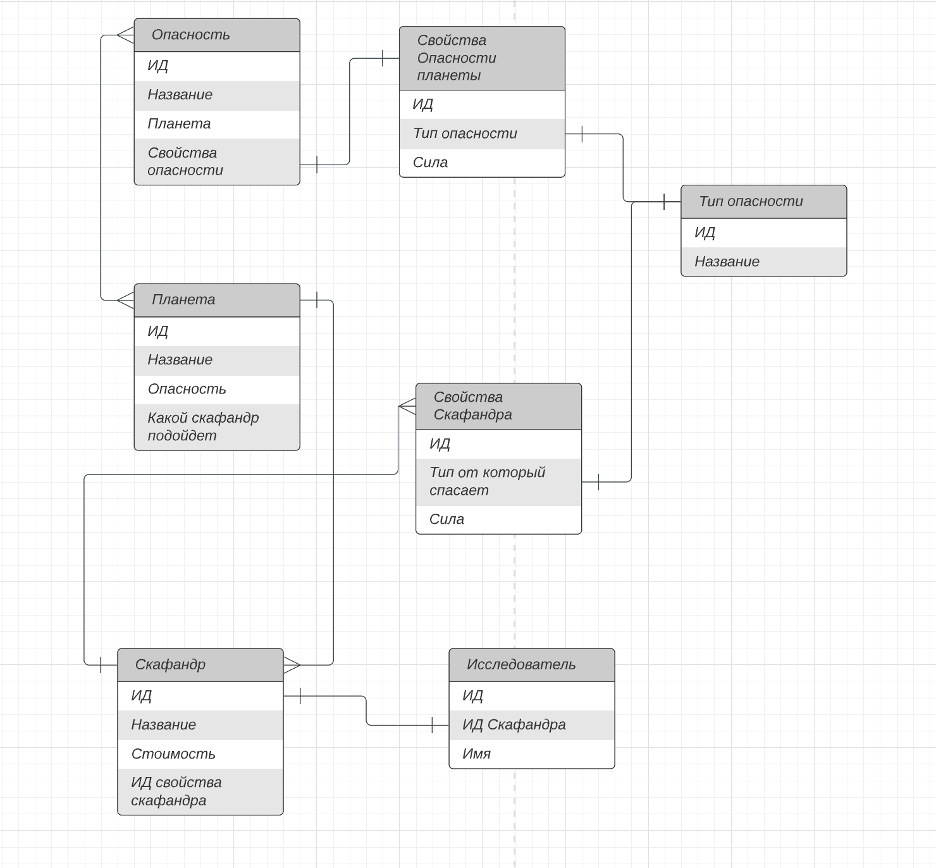 Опасность
ИД
Название
Планета
Свойства
опасности
Свойства
Опасности
планеты
ИД
Тип опасности
Сила
Тип опасности
ИД
Название
Планета
ИД
Название
Опасность
Какой скафандр
подойдет
Свойства
Скафандра
ИД
Тип от который
спасает
Сила
Скафандр
ИД
Название
Стоимость
ИД свойства
скафандра
Исследователь
ИД
ИД Скафандра
Имя